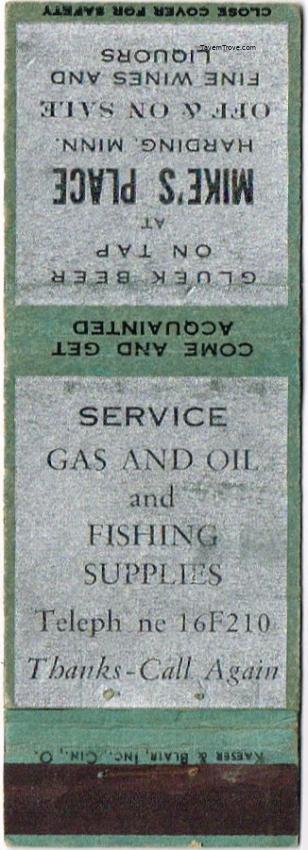 CLOSE COVER FOR SAFETY
TavernTrove.com
GLUEK BEER
ON TAP
AT
MIKE'S PLACE
HARDING, MINN.
OFF & ON SALE
FINE WINES AND
LIQUORS
COME AND GET
ACQUAINTED
SERVICE
GAS AND OIL
and
FISHING
SUPPLIES
Teleph ne 16F210
Thanks-Call Again
KAESER & BLAIR, INC., CIN., O.